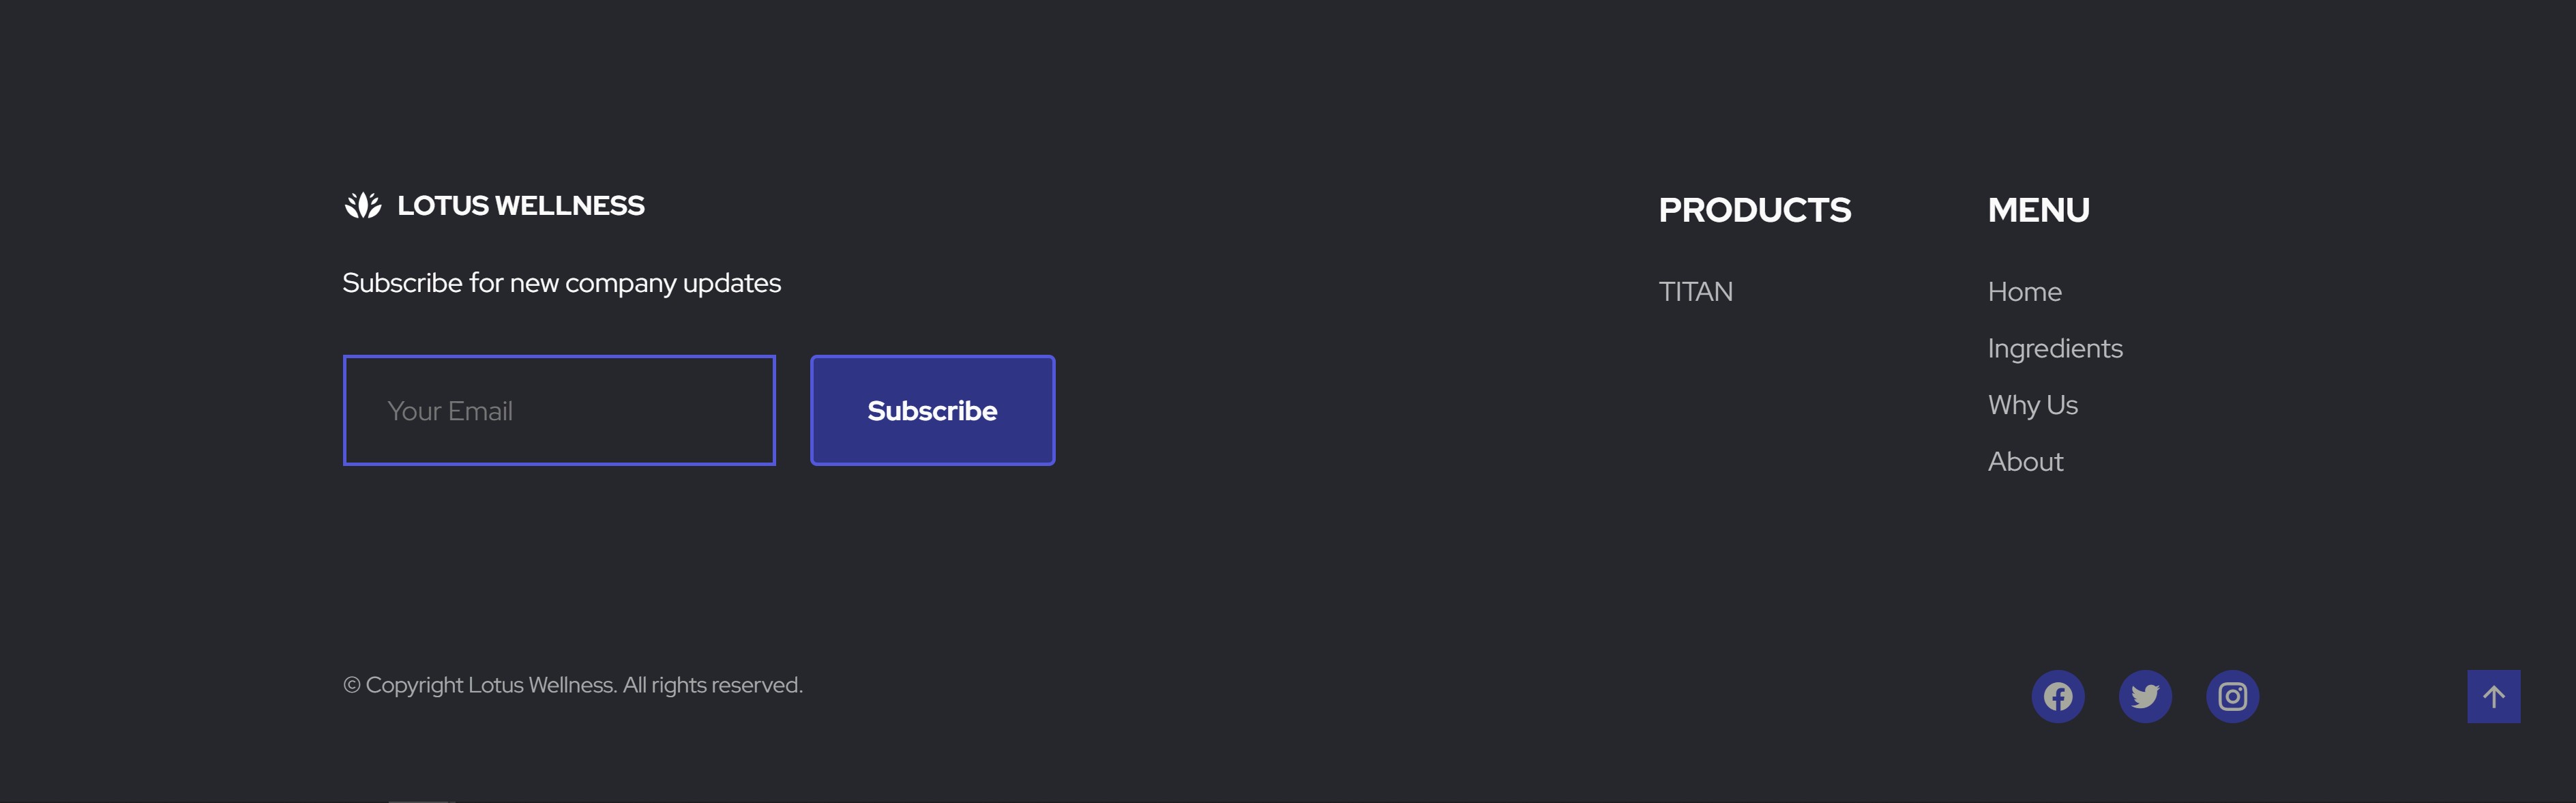 LOTUS WELLNESS
Subscribe for new company updates
Your Email
Subscribe
PRODUCTS
TITAN
MENU
Home
Ingredients
Why Us
About
© Copyright Lotus Wellness. All rights reserved.